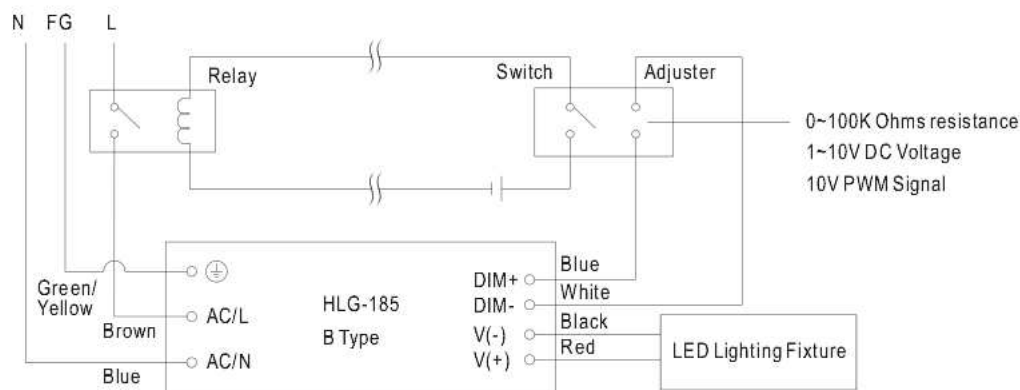 N FG L
Relay
Switch
Adjuster
0~100K Ohms resistance
1~10V DC Voltage
10V PWM Signal
Green/
Yellow
Brown
Blue
AC/L
AC/N
HLG-185
B Type
DIM+
DIM-
V(-)
V(+)
Blue
White
Black
Red
LED Lighting Fixture